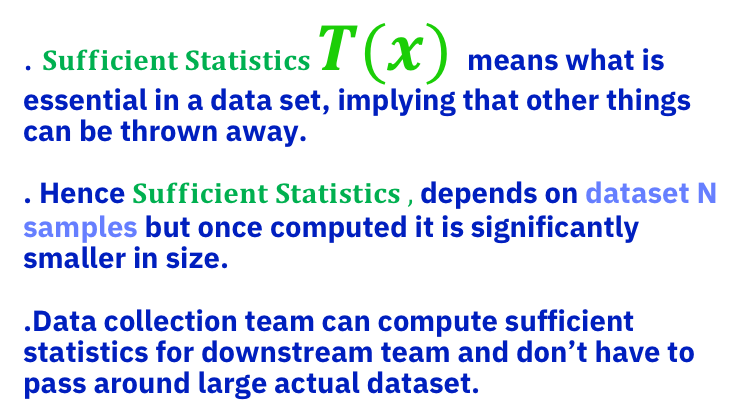 . Sufficient Statistics T(x) means what is
essential in a data set, implying that other things
can be thrown away.
. Hence Sufficient Statistics , depends on dataset N
samples but once computed it is significantly
smaller in size.
.Data collection team can compute sufficient
statistics for downstream team and don’t have to
pass around large actual dataset.